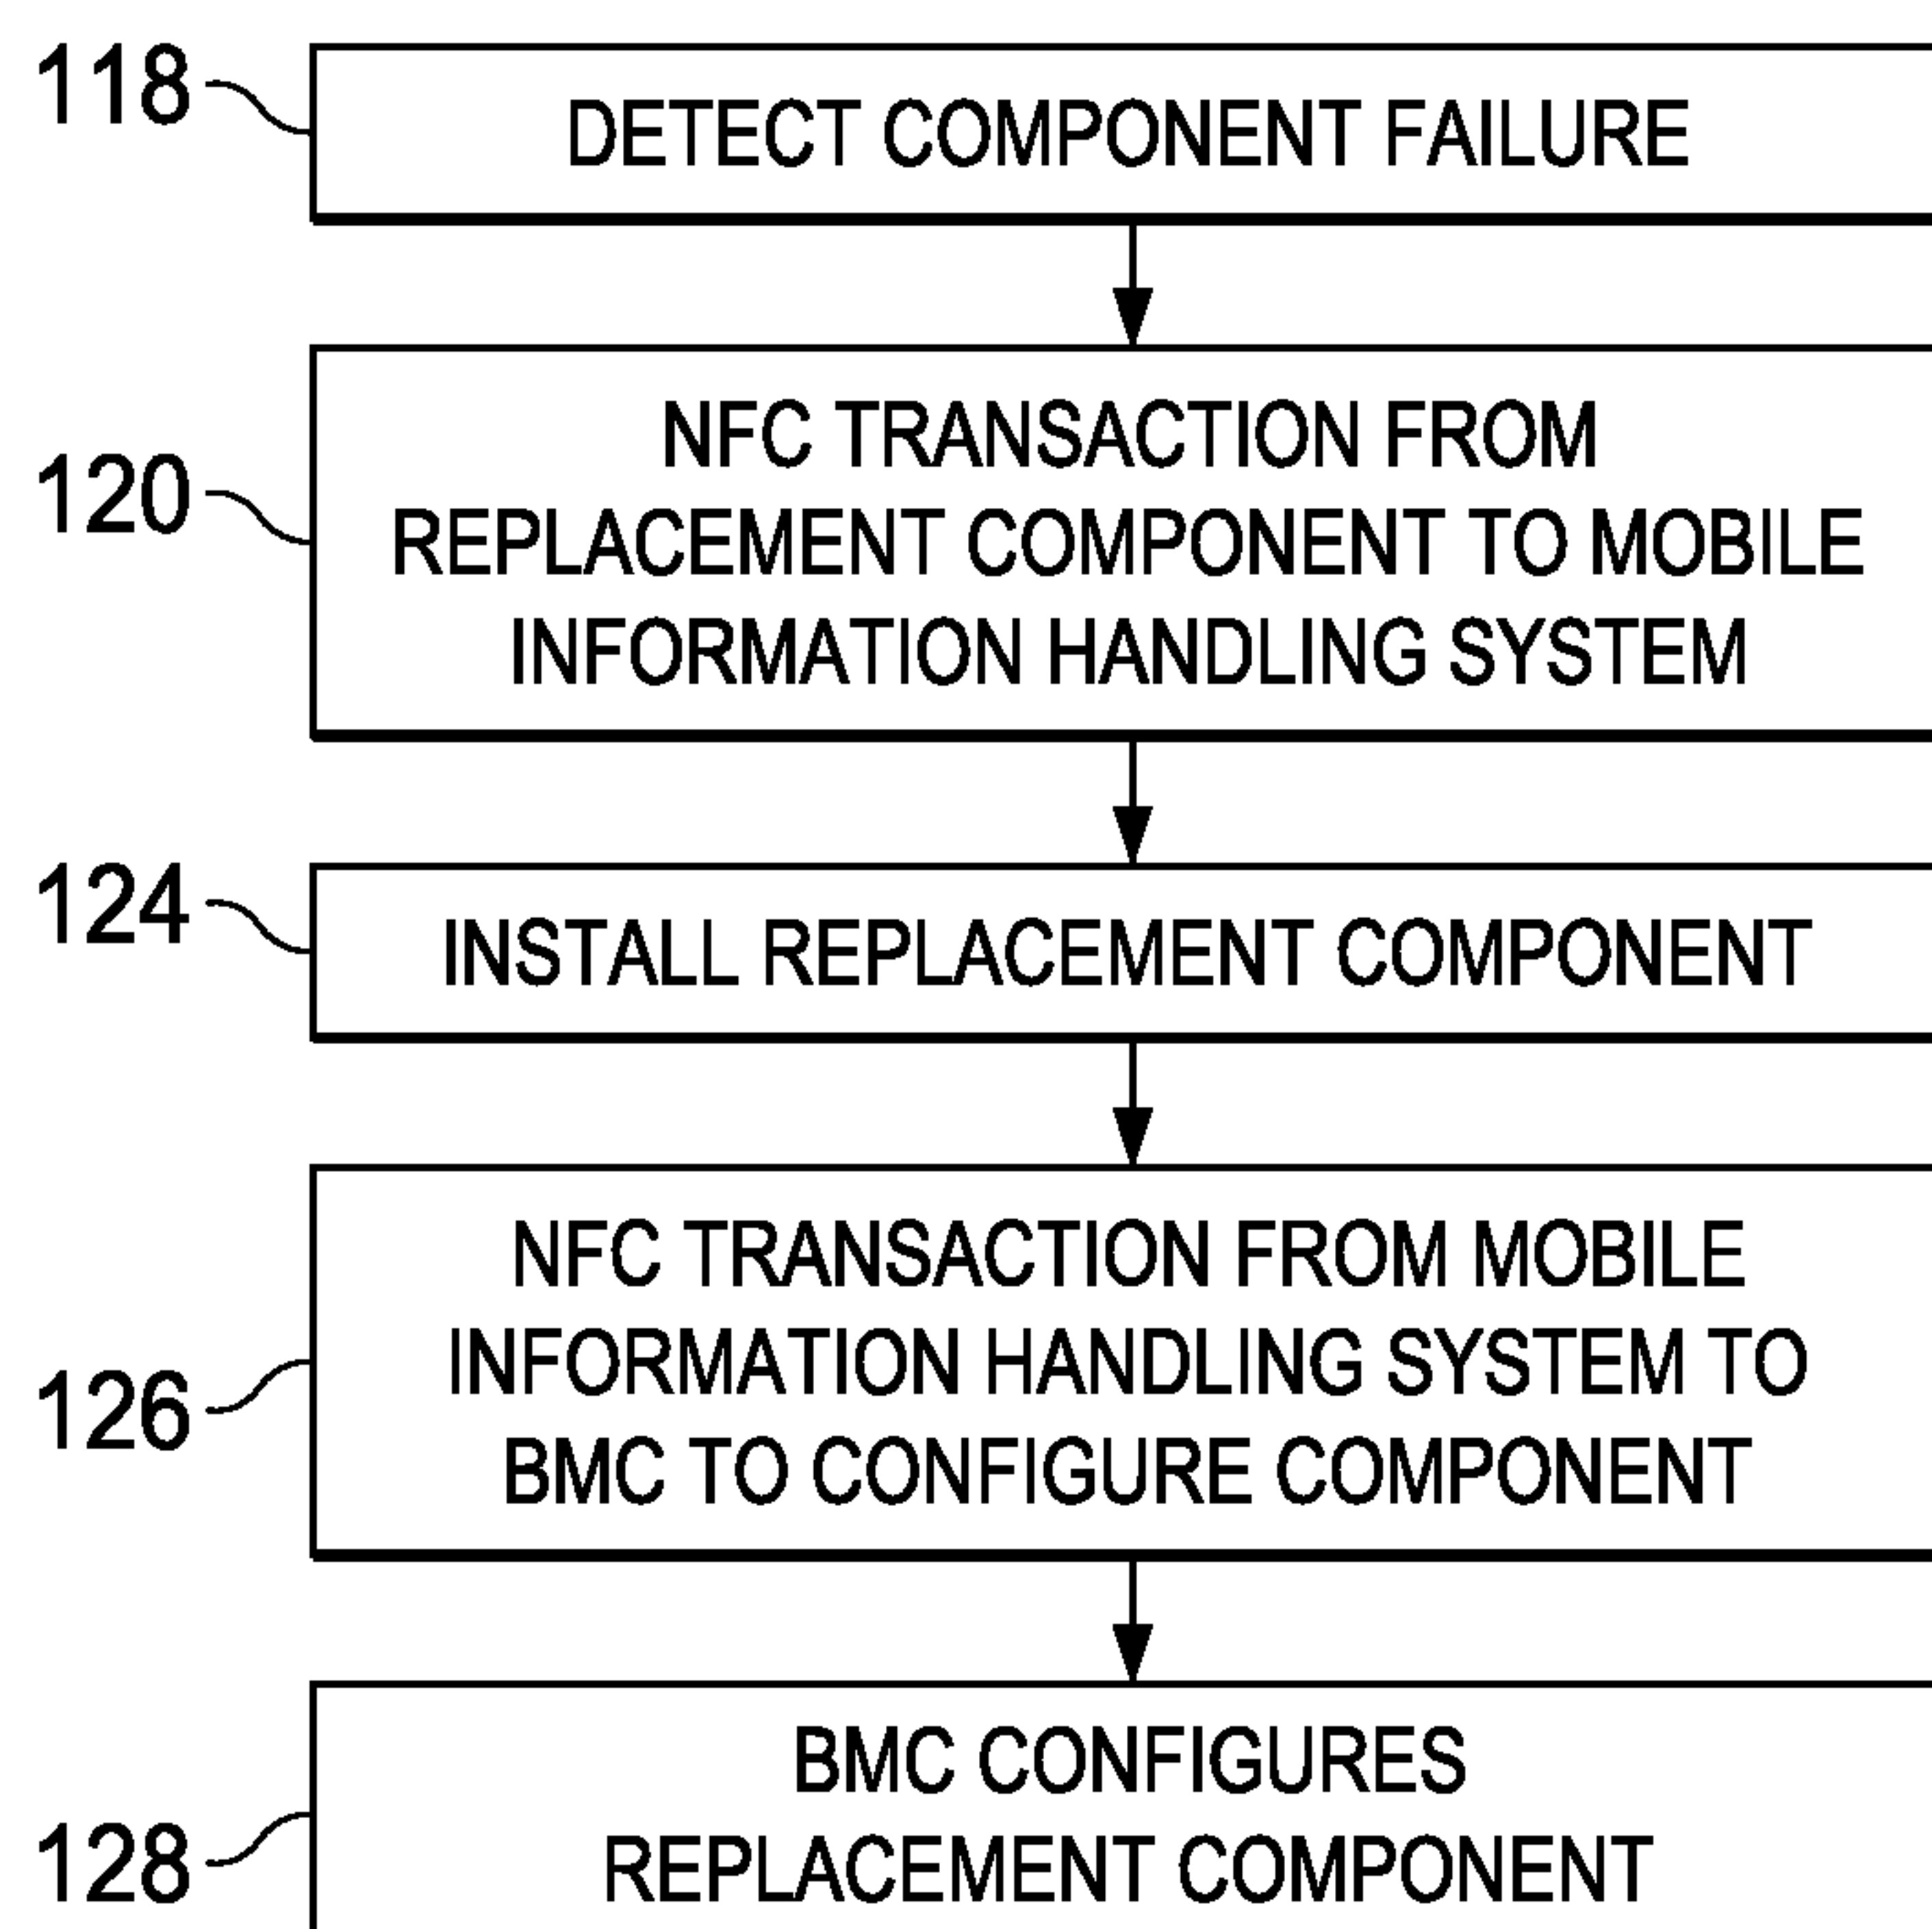 118
DETECT COMPONENT FAILURE
120
NFC TRANSACTION FROM
REPLACEMENT COMPONENT TO MOBILE
INFORMATION HANDLING SYSTEM
124
INSTALL REPLACEMENT COMPONENT
126
NFC TRANSACTION FROM MOBILE
INFORMATION HANDLING SYSTEM TO
BMC TO CONFIGURE COMPONENT
128
BMC CONFIGURES
REPLACEMENT COMPONENT